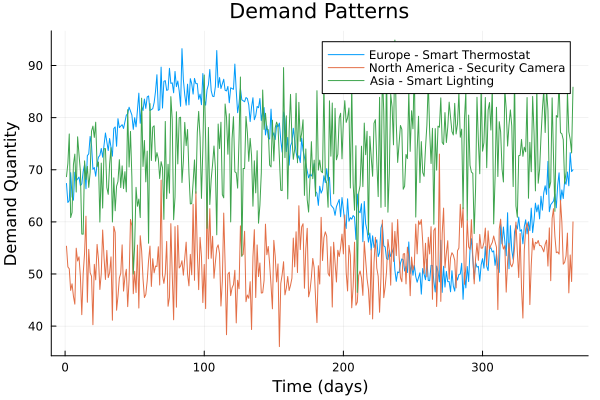 Demand Patterns
Europe - Smart Thermostat
North America - Security Camera
Asia - Smart Lighting
Demand Quantity
90
80
70
60
50
40
0
100
200
300
Time (days)